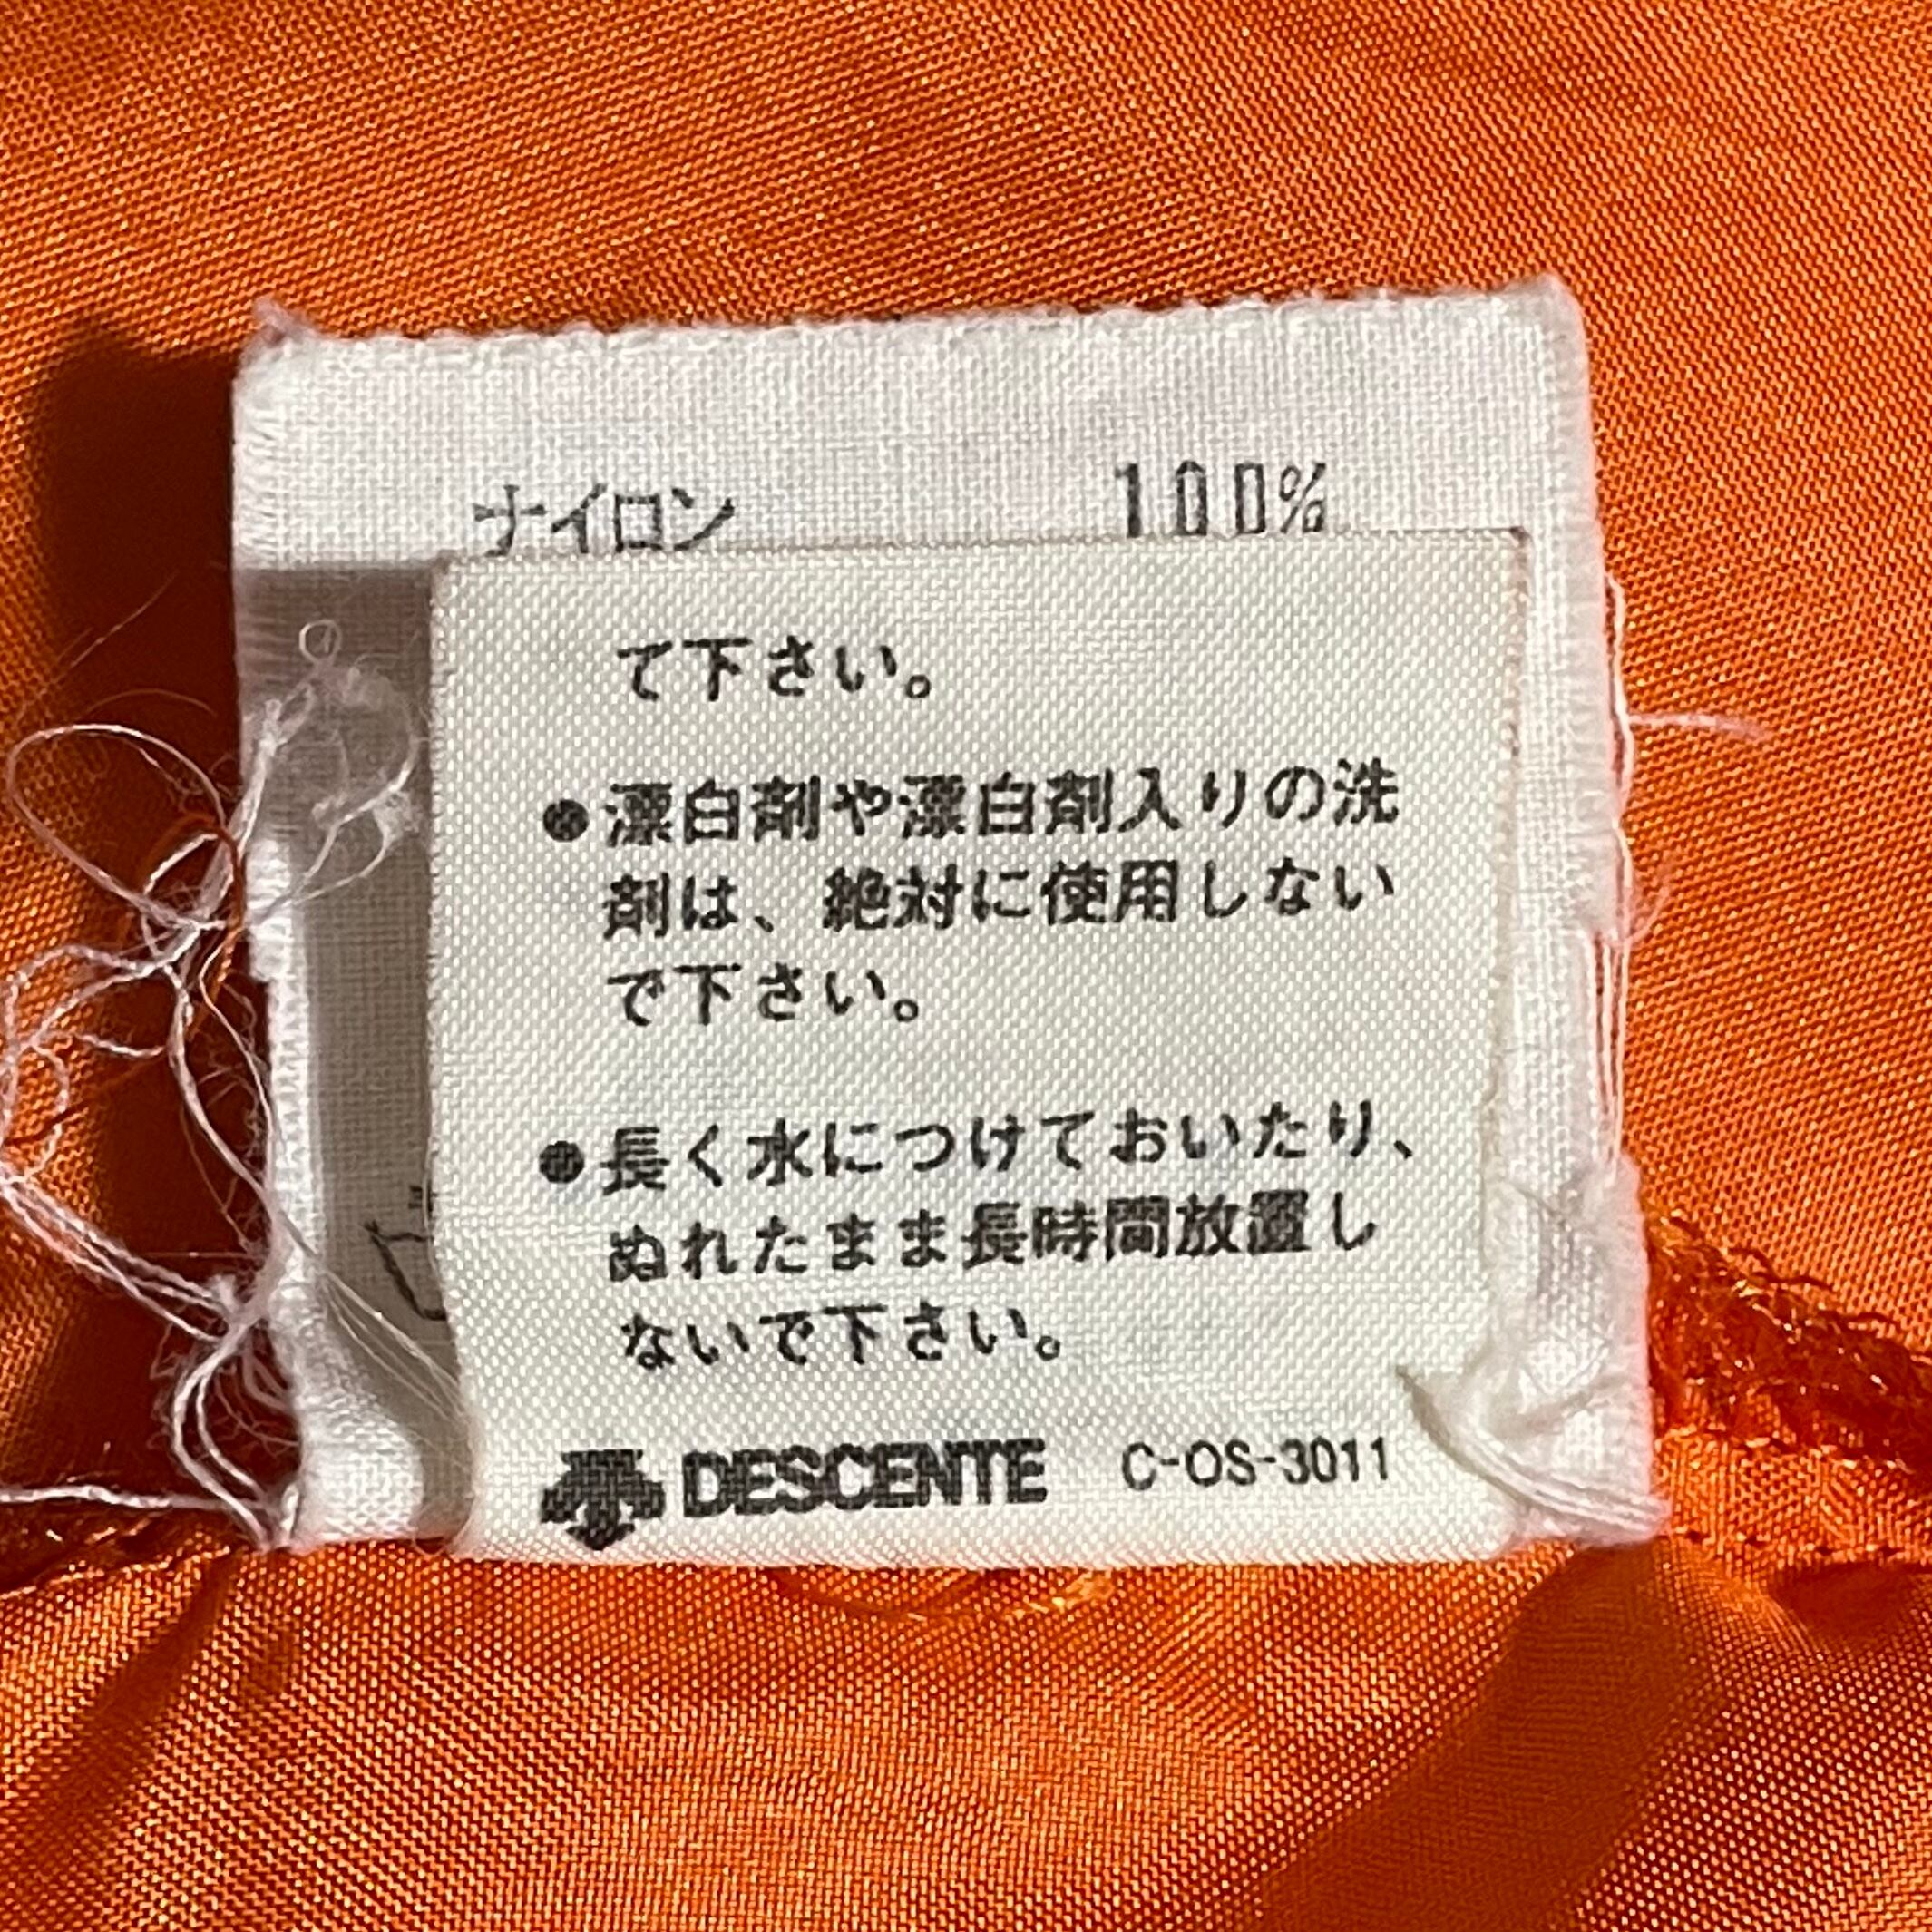 ナイロン 100%
て下さい。
●漂白剤や漂白剤入りの洗
剤は、絶対に使用しない
で下さい。
●長く水につけておいたり、
ぬれたまま長時間放置し
ないで下さい。
DESCENTE C-OS-3011